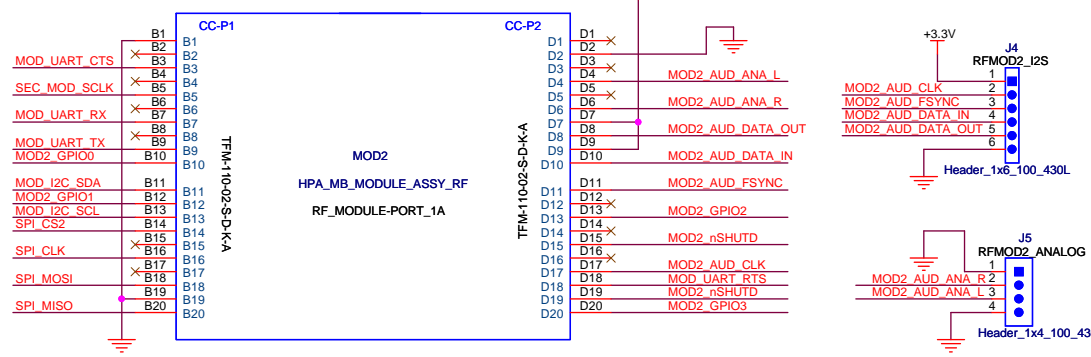 CC-P1
CC-P2
B1 B1
B2 B2
MOD_UART_CTS B3 B3
B4 B4
SEC_MOD_SCLK B5 B5
B6 B6
MOD_UART_RX B7 B7
B8 B8
MOD_UART_TX B9 B9
MOD2_GPIO0 B10 B10
MOD_I2C_SDA B11 B11
MOD2_GPIO1 B12 B12
MOD_I2C_SCL B13 B13
SPI_CS2 B14 B14
B15 B15
SPI_CLK B16 B16
B17 B17
SPI_MOSI B18 B18
B19 B19
SPI_MISO B20 B20
TFM-110-02-S-D-K-A
MOD2
HPA_MB_MODULE_ASSY_RF
RF_MODULE-PORT_1A
TFM-110-02-S-D-K-A
D1 D1
D2 D2
D3 D3
D4 D4 MOD2_AUD_ANA_L
D5 D5
D6 D6 MOD2_AUD_ANA_R
D7 D7
D8 D8 MOD2_AUD_DATA_OUT
D9 D9
D10 D10 MOD2_AUD_DATA_IN
D11 D11 MOD2_AUD_FSYNC
D12 D12
D13 D13 MOD2_GPIO2
D14 D14
D15 D15 MOD2_nSHUTD
D16 D16
D17 D17 MOD2_AUD_CLK
D18 D18 MOD_UART_RTS
D19 D19 MOD2_nSHUTD
D20 D20 MOD2_GPIO3
+3.3V
J4
RFMOD2_I2S
1
MOD2_AUD_CLK 2
MOD2_AUD_FSYNC 3
MOD2_AUD_DATA_IN 4
MOD2_AUD_DATA_OUT 5
6
Header_1x6_100_430L
J5
RFMOD2_ANALOG
1
MOD2_AUD_ANA_R 2
MOD2_AUD_ANA_L 3
4
Header_1x4_100_43